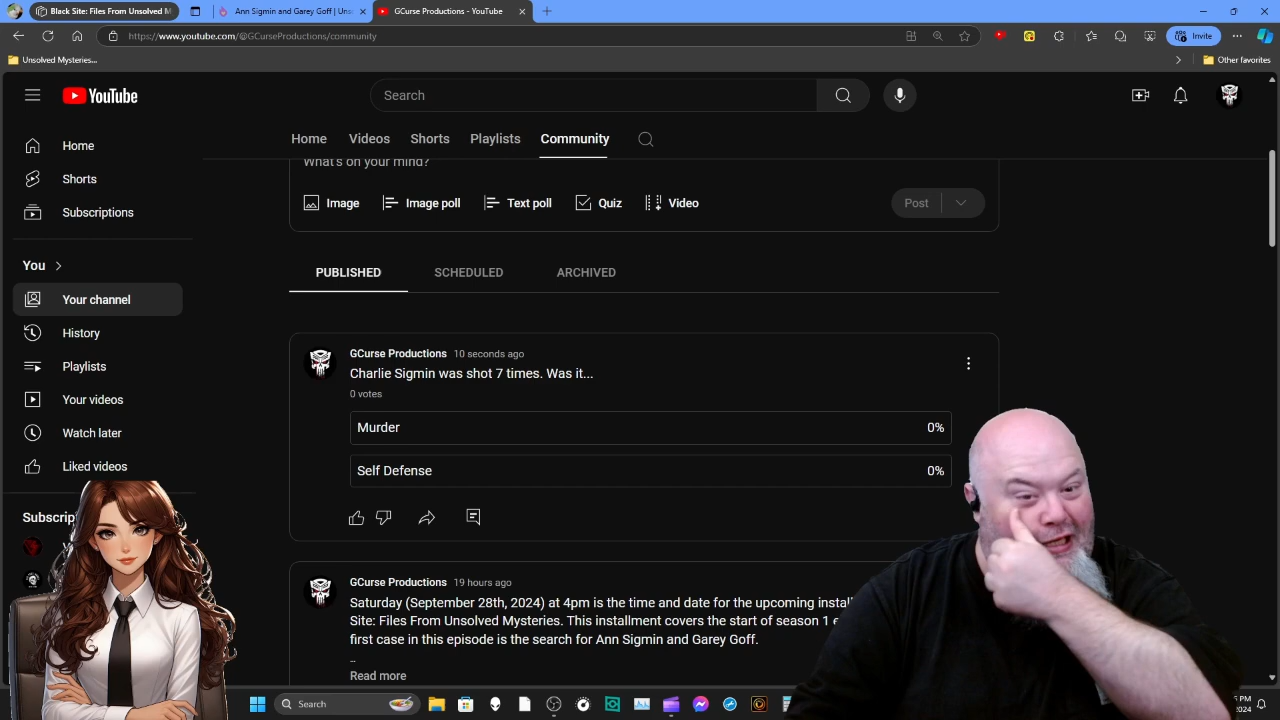 Black Site: Files From Unsolved M
Ann Sigmin and Garey Goff | Uns
GCurse Productions - YouTube
https://www.youtube.com/@GCurseProductions/community
Invite
Unsolved Mysteries...
Other favorites
YouTube
Search
Home
Videos
Shorts
Playlists
Community
Home
Shorts
Subscriptions
You
Your channel
History
Playlists
Your videos
Watch later
Liked videos
Subscrip
What's on your mind?
Image
Image poll
Text poll
Quiz
Video
Post
PUBLISHED
SCHEDULED
ARCHIVED
GCurse Productions 10 seconds ago
Charlie Sigmin was shot 7 times. Was it...
0 votes
Murder 0%
Self Defense 0%
GCurse Productions 19 hours ago
Saturday (September 28th, 2024) at 4pm is the time and date for the upcoming install
Site: Files From Unsolved Mysteries. This installment covers the start of season 1 e
first case in this episode is the search for Ann Sigmin and Garey Goff.
..
Read more
Search
PM
2024